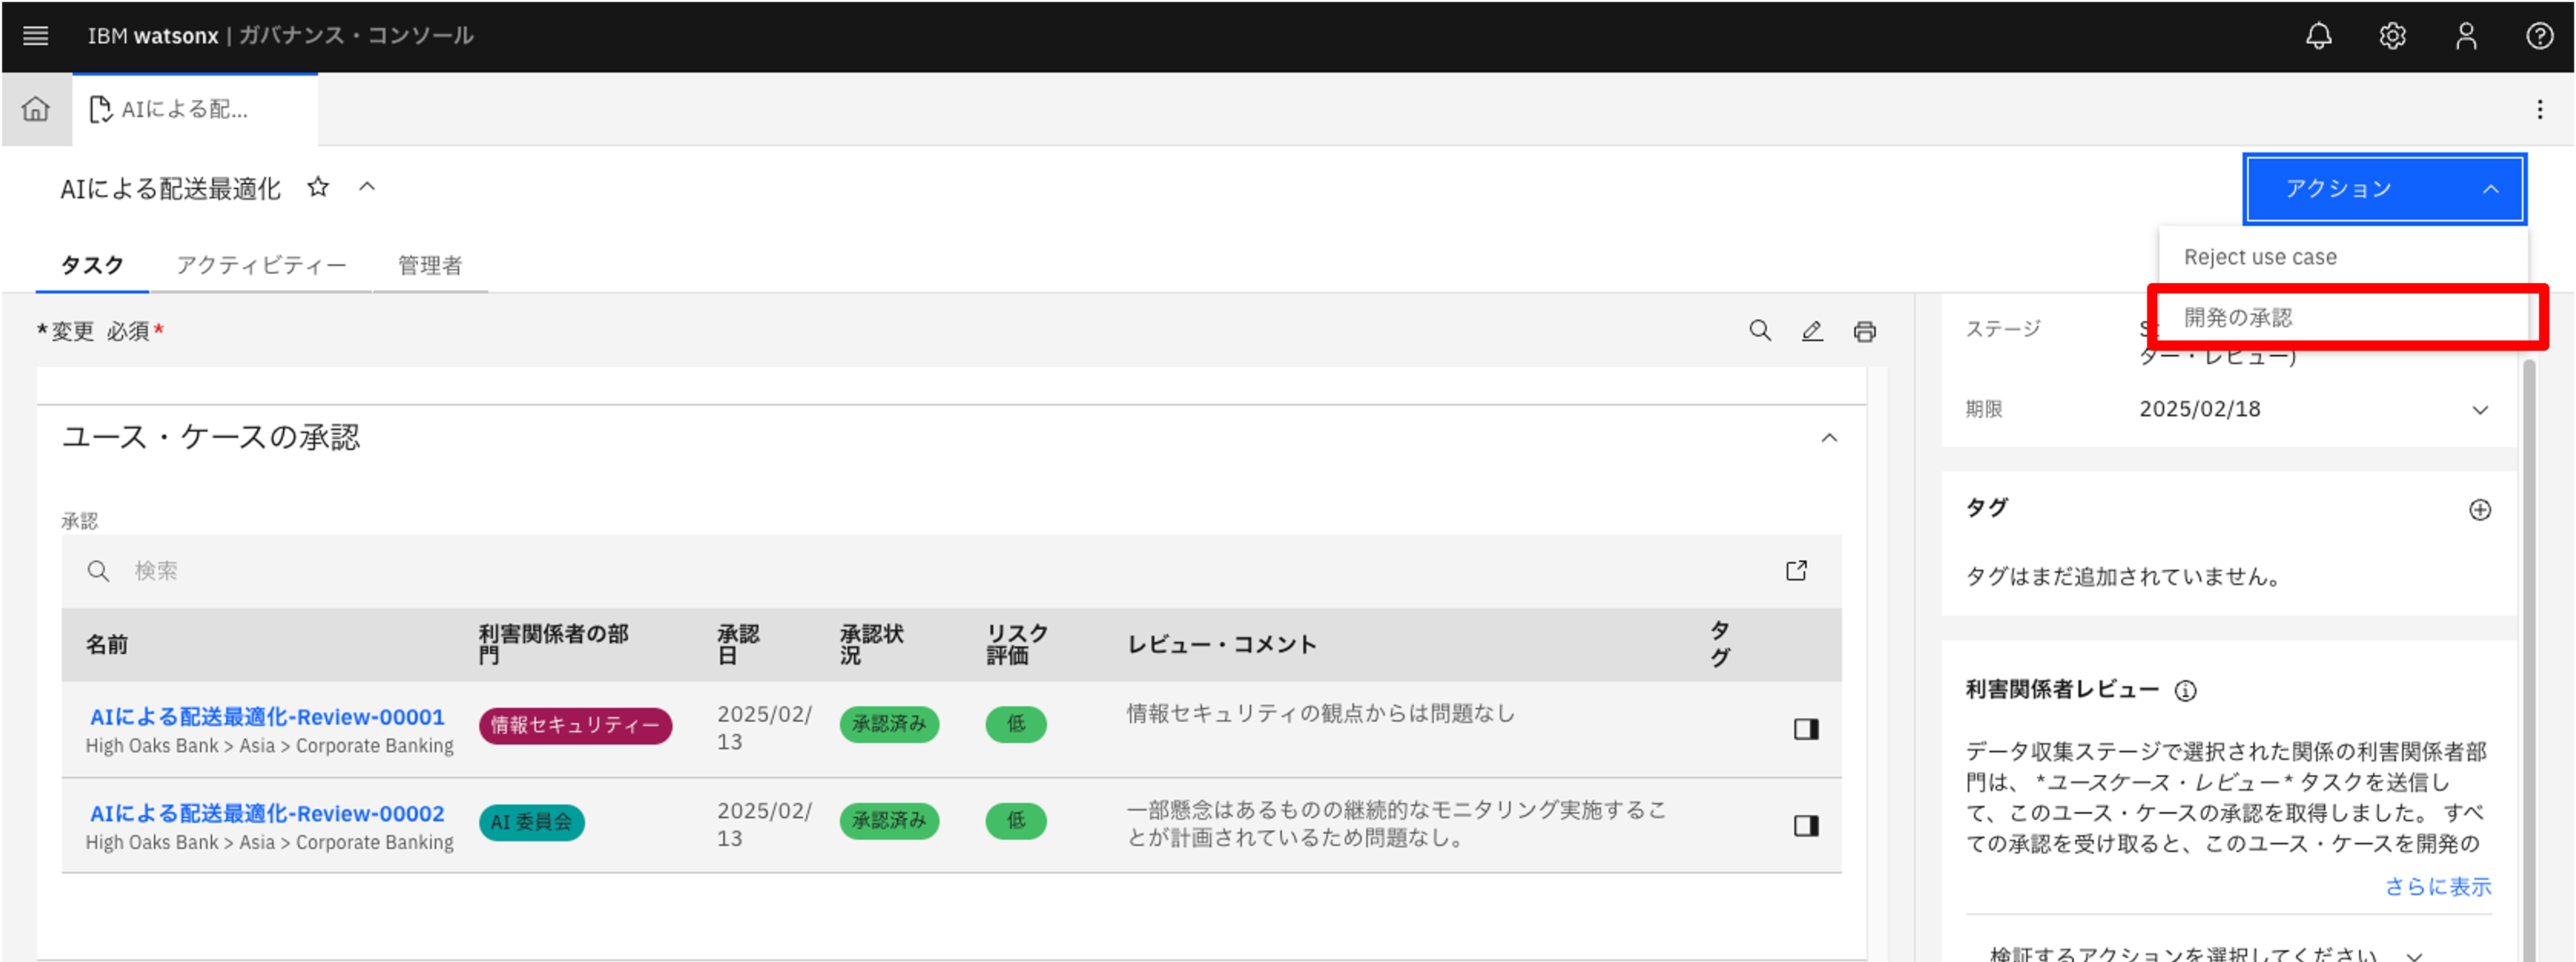 IBM watsonx | ガバナンス・コンソール
AIによる配...
AIによる配送最適化
アクション
Reject use case
開発の承認
タスク
アクティビティー
管理者
*変更 必須*
ステージ
ター・レビュー)
期限
2025/02/18
ユース・ケースの承認
承認
検索
名前
利害関係者の部
門
承認
日
承認状
況
リスク
評価
レビュー・コメント
タ
グ
AIによる配送最適化-Review-00001
High Oaks Bank > Asia > Corporate Banking
情報セキュリティー
2025/02/
13
承認済み
低
情報セキュリティの観点からは問題なし
AIによる配送最適化-Review-00002
High Oaks Bank > Asia > Corporate Banking
AI 委員会
2025/02/
13
承認済み
低
一部懸念はあるものの継続的なモニタリング実施するこ
とが計画されているため問題なし。
タグ
タグはまだ追加されていません。
利害関係者レビュー
データ収集ステージで選択された関係の利害関係者部
門は、 *ユースケース・レビュー* タスクを送信し
て、このユース・ケースの承認を取得しました。 すべ
ての承認を受け取ると、このユース・ケースを開発の
さらに表示
検証するアクションを選択してください